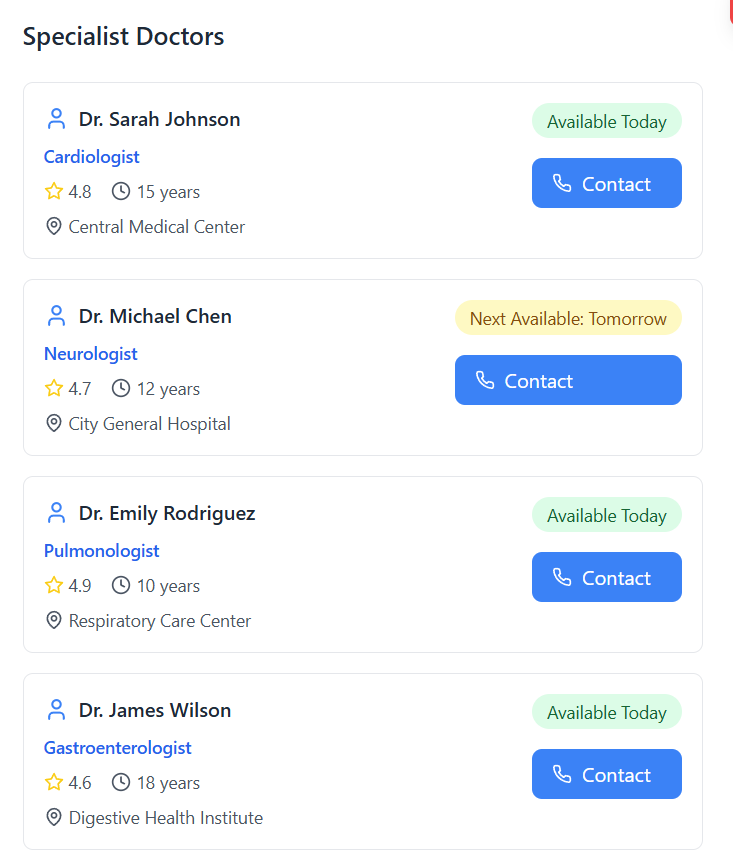 Specialist Doctors
Dr. Sarah Johnson
Available Today
Cardiologist
Contact
4.8 15 years
Central Medical Center
Dr. Michael Chen
Next Available: Tomorrow
Neurologist
Contact
4.7 12 years
City General Hospital
Dr. Emily Rodriguez
Available Today
Pulmonologist
Contact
4.9 10 years
Respiratory Care Center
Dr. James Wilson
Available Today
Gastroenterologist
Contact
4.6 18 years
Digestive Health Institute